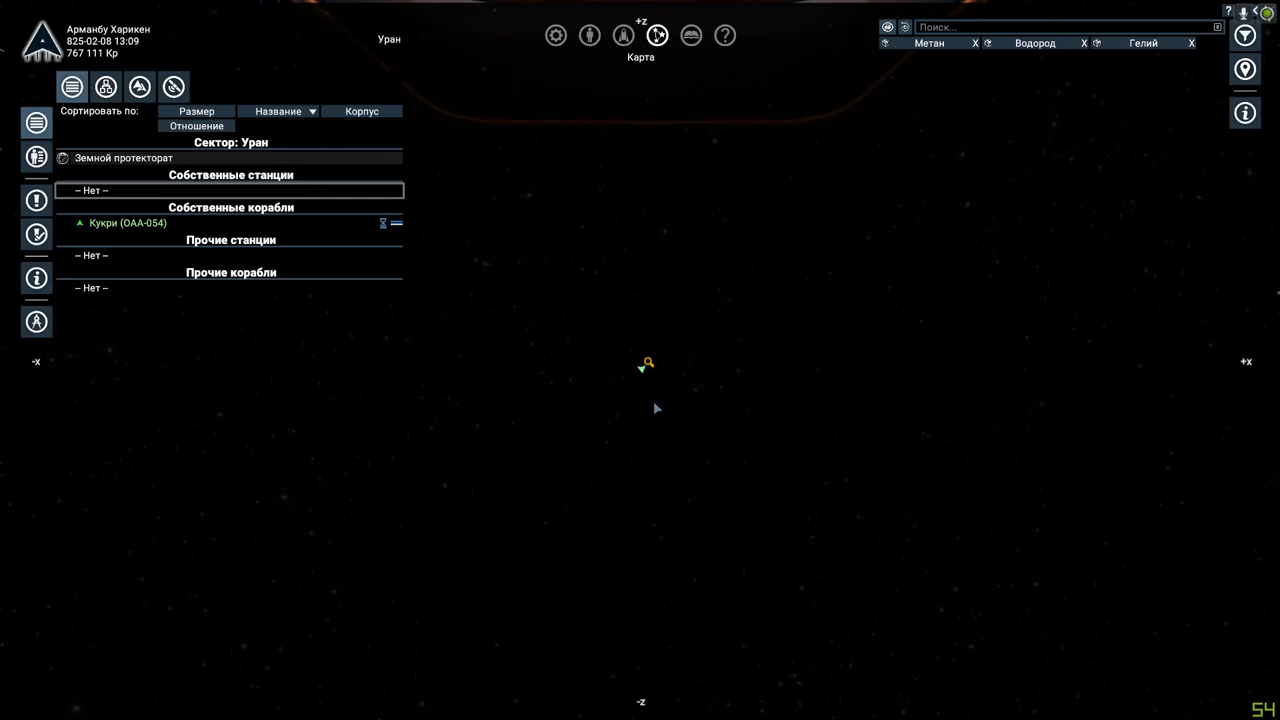 Арманбу Харикен
825-02-08 13:09
767 111 Кр
Уран
+z
Карта
?
Поиск...
Метан X
Водород X
Гелий X
Сортировать по: Размер Название Корпус
Отношение
Сектор: Уран
Земной протекторат
Собственные станции
-- Нет --
Собственные корабли
Кукри (OAA-054)
Прочие станции
-- Нет --
Прочие корабли
-- Нет --
-x
+x
-z
54